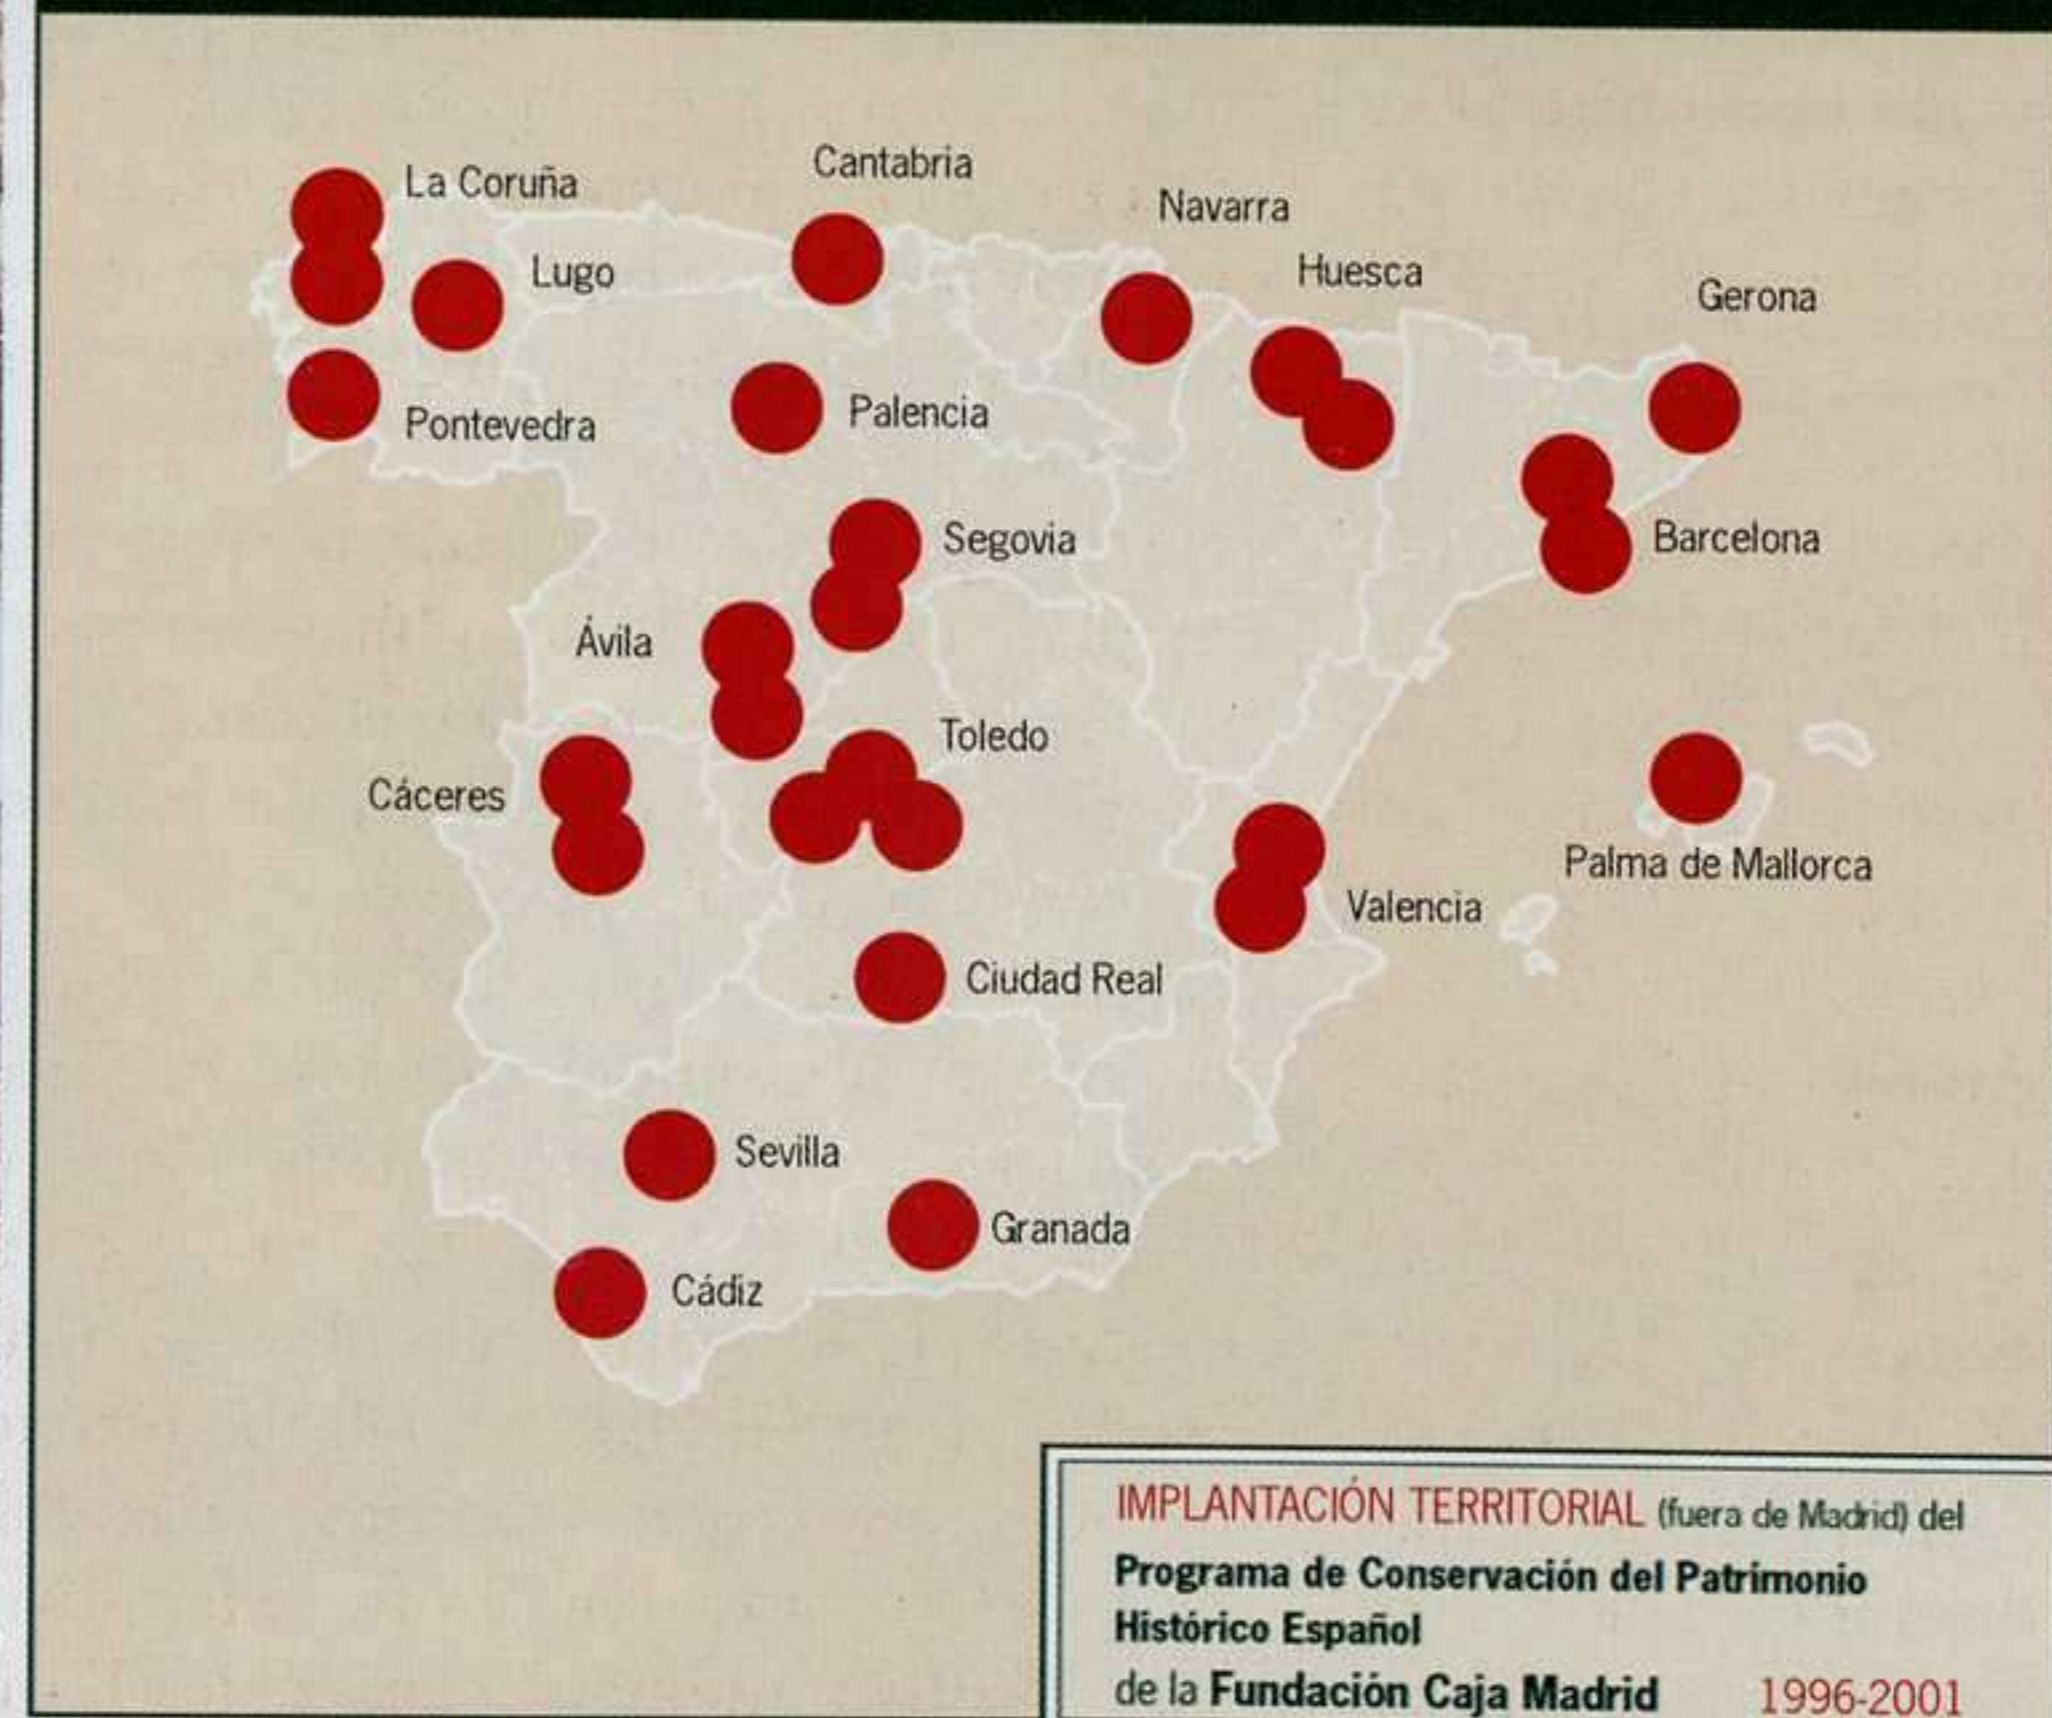 La Coruña
Cantabria
Navarra
Lugo
Huesca
Gerona
Pontevedra
Palencia
Segovia
Barcelona
Ávila
Toledo
Cáceres
Palma de Mallorca
Valencia
Ciudad Real
Sevilla
Granada
Cádiz
IMPLANTACIÓN TERRITORIAL (fuera de Madrid) del
Programa de Conservación del Patrimonio
Histórico Español
de la Fundación Caja Madrid 1996-2001